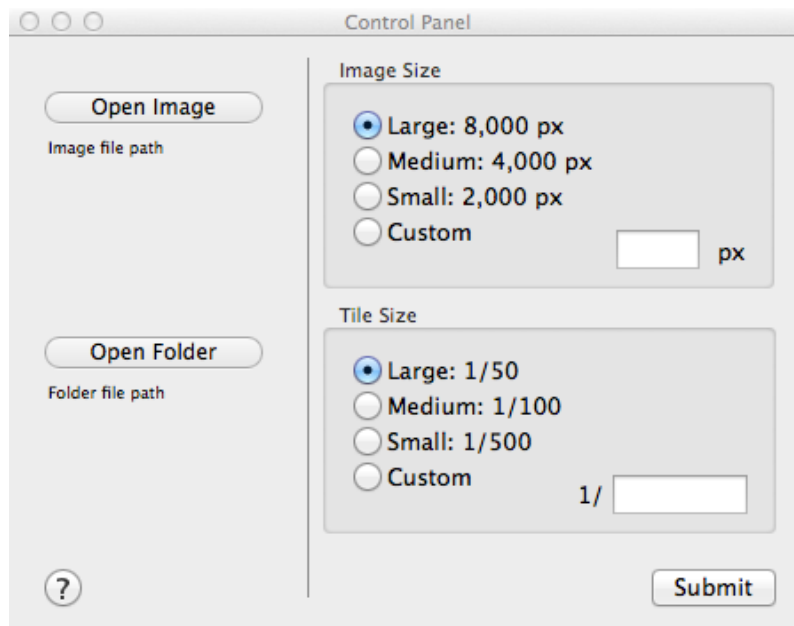 Control Panel
Open Image
Image file path
Open Folder
Folder file path
?
Image Size
Large: 8,000 px
Medium: 4,000 px
Small: 2,000 px
Custom
px
Tile Size
Large: 1/50
Medium: 1/100
Small: 1/500
Custom
1/
Submit